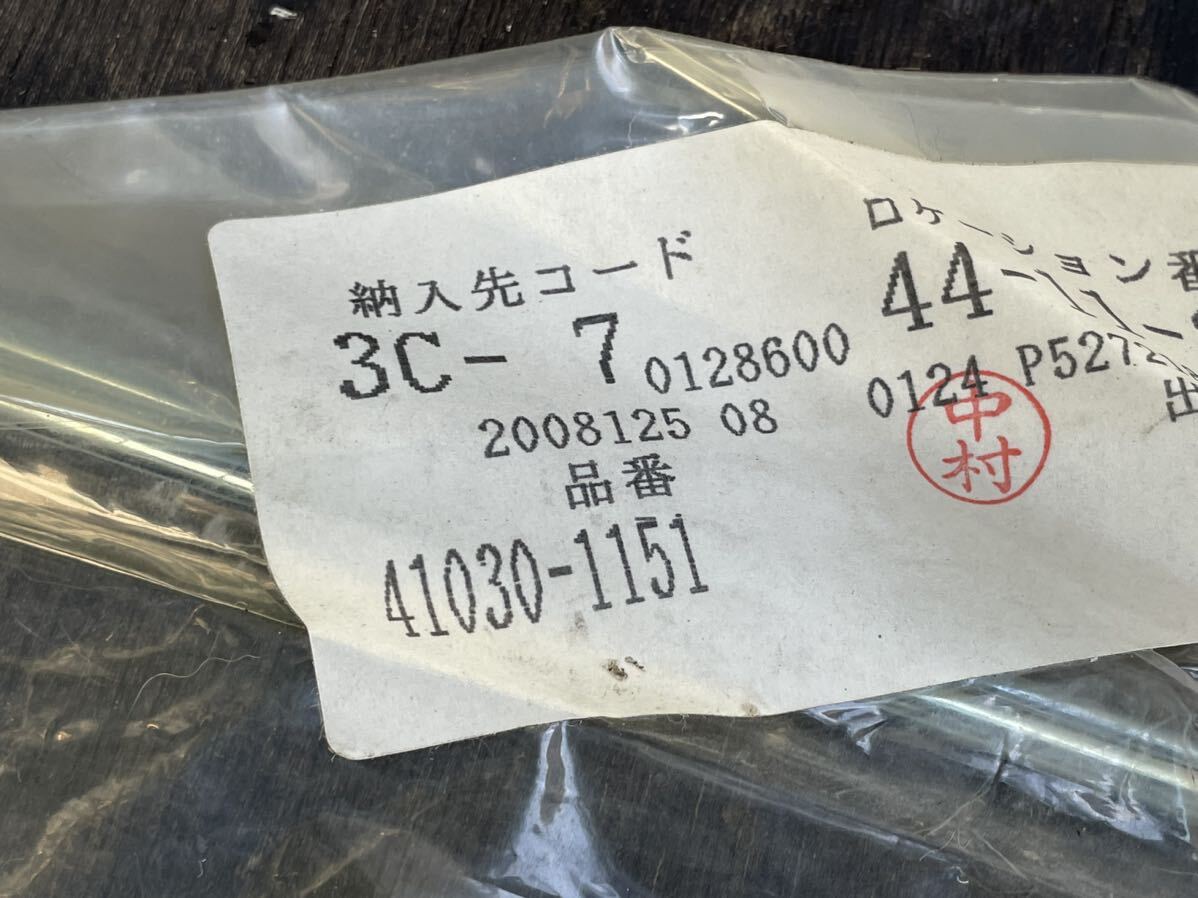 納入先コード
ロケーション番
3C- 7
0128600
44-
0124
2008125 08
出
中村
品番
41030-1151